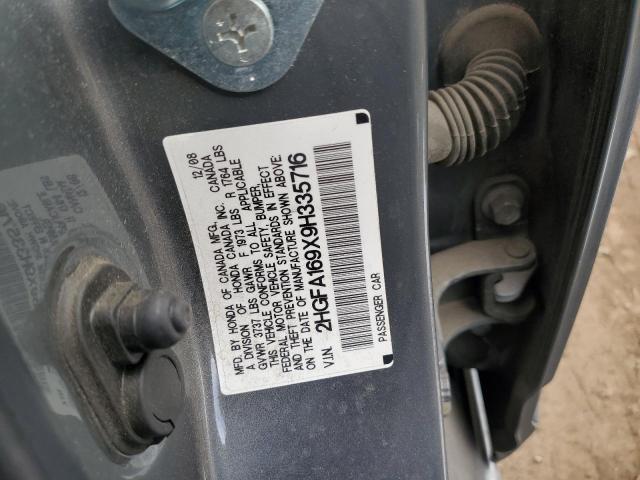 MFG. BY HONDA OF CANADA MFG., 12/08
A DIVISION OF HONDA CANADA INC. CANADA
GVWR 3737 LBS GAWR F 1973 LBS R 1764 LBS
THIS VEHICLE CONFORMS TO ALL APPLICABLE
FEDERAL MOTOR VEHICLE SAFETY, BUMPER,
AND THEFT PREVENTION STANDARDS IN EFFECT
ON THE DATE OF MANUFACTURE SHOWN ABOVE.
V.I.N. 2HGFA169X9H335716
PASSENGER CAR